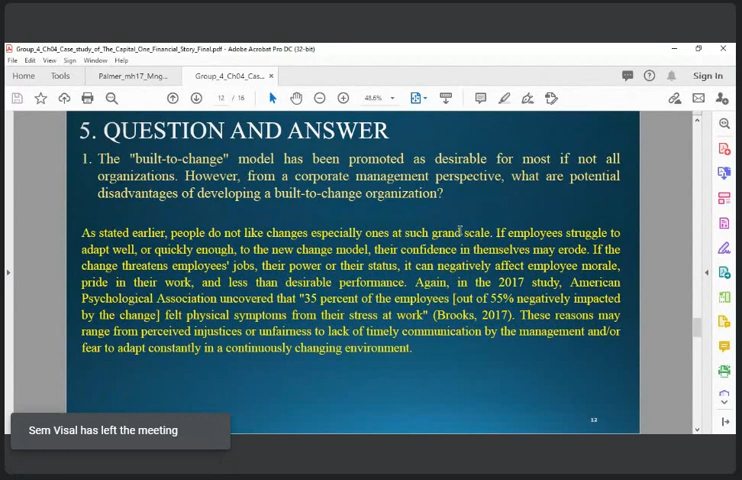 Group_4_Ch04_Case_study_of_The_Capital_One_Financial_Story_Final.pdf - Adobe Acrobat Pro DC (32-bit)
File Edit View Sign Window Help
Home Tools Palmer_mh17_Mng... Group_4_Ch04_Cas... × Sign In
12 / 16 48.6%
5. QUESTION AND ANSWER
1. The "built-to-change" model has been promoted as desirable for most if not all
organizations. However, from a corporate management perspective, what are potential
disadvantages of developing a built-to-change organization?
As stated earlier, people do not like changes especially ones at such grand scale. If employees struggle to
adapt well, or quickly enough, to the new change model, their confidence in themselves may erode. If the
change threatens employees' jobs, their power or their status, it can negatively affect employee morale,
pride in their work, and less than desirable performance. Again, in the 2017 study, American
Psychological Association uncovered that "35 percent of the employees [out of 55% negatively impacted
by the change] felt physical symptoms from their stress at work" (Brooks, 2017). These reasons may
range from perceived injustices or unfairness to lack of timely communication by the management and/or
fear to adapt constantly in a continuously changing environment.
12
Sem Visal has left the meeting